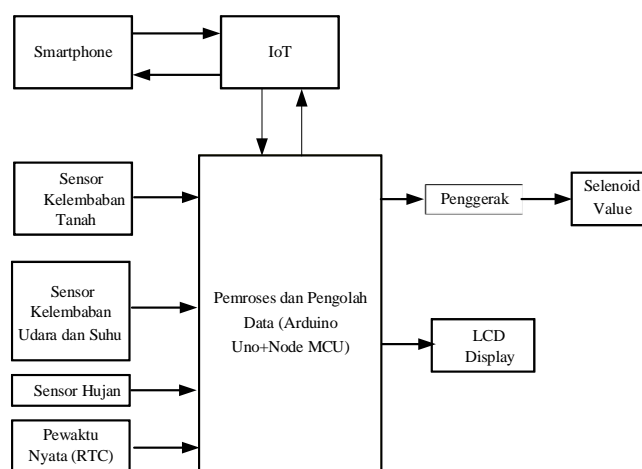 Smartphone
IoT
Sensor
Kelembaban
Tanah
Penggerak
Selenoid
Value
Sensor
Kelembaban
Udara dan Suhu
Pemroses dan Pengolah
Data (Arduino
Uno+Node MCU)
LCD
Display
Sensor Hujan
Pewaktu
Nyata (RTC)